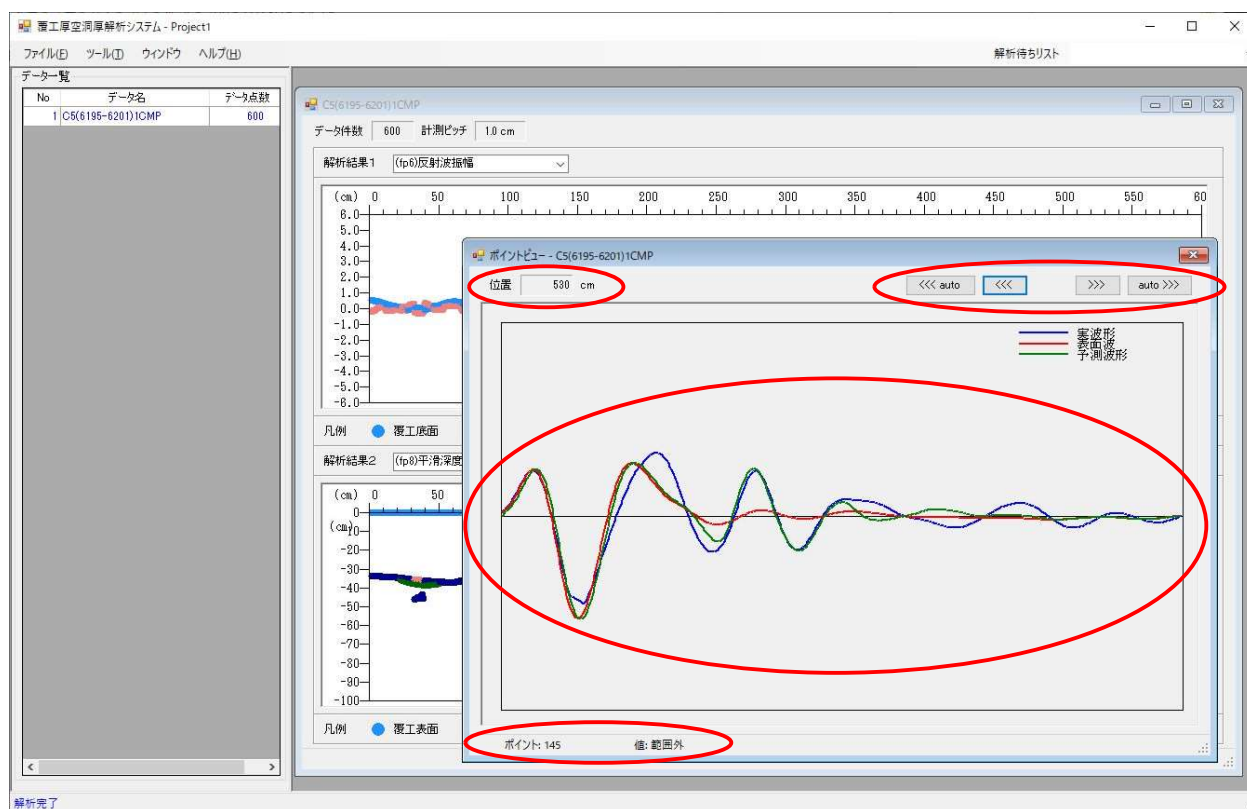 覆工厚空洞厚解析システム - Project1
ファイル(F) ツール(T) ウィンドウ ヘルプ(H) 解析待ちリスト
データ一覧
No データ名 データ点数
1 C5(6195-6201)1CMP 600
C5(6195-6201)1CMP
データ件数 600 計測ピッチ 1.0 cm
解析結果1 (fp6)反射波振幅
(cm) 0 50 100 150 200 250 300 350 400 450 500 550 60
6.0
5.0
4.0
3.0
2.0
1.0
0.0
-1.0
-2.0
-3.0
-4.0
-5.0
-6.0
凡例 覆工底面
解析結果2 (fp8)平滑深度
(cm) 0 50
0
(cm)
-10
-20
-30
-40
-50
-60
-70
-80
-90
-100
凡例 覆工表面
ポイントビュー - C5(6195-6201)1CMP
位置 530 cm <<< auto <<< >>> auto >>>
実波形
表面波
予測波形
ポイント: 145 値: 範囲外
解析完了